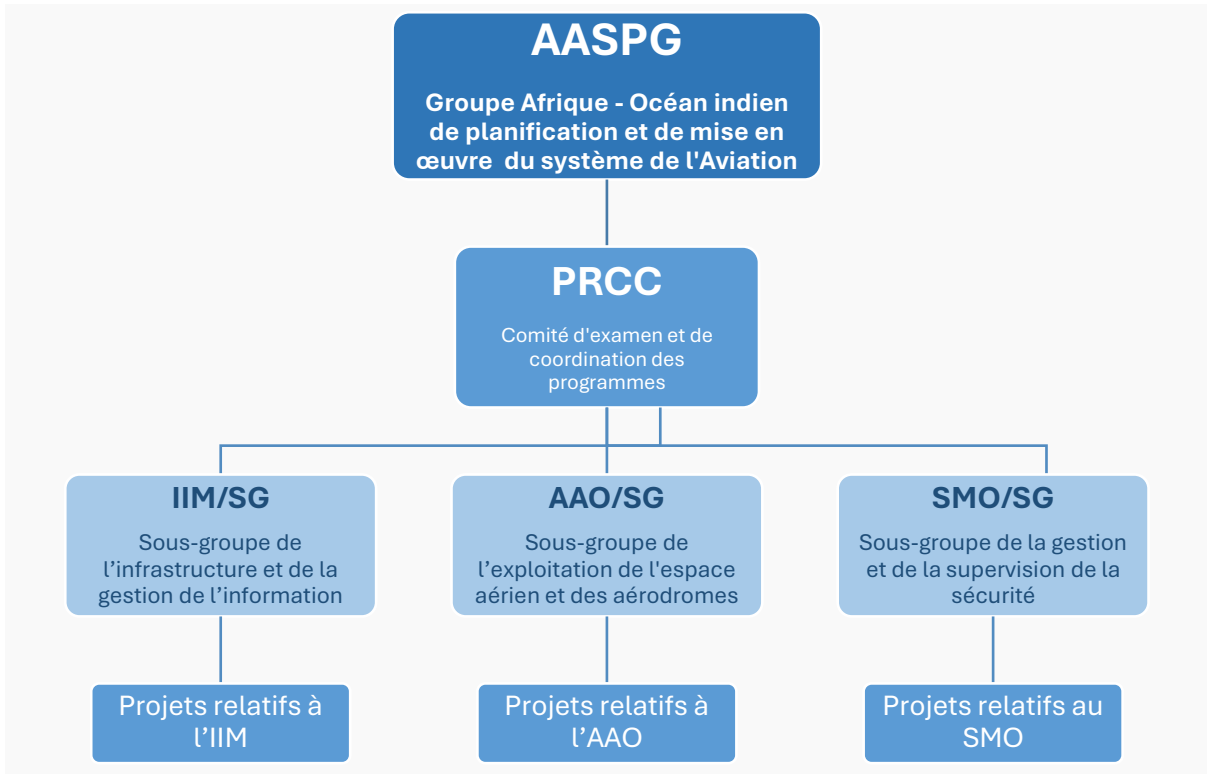 AASPG
Groupe Afrique - Océan indien
de planification et de mise en
œuvre  du système de l'Aviation
PRCC
Comité d'examen et de
coordination des
programmes
IIM/SG
Sous-groupe de
l’infrastructure et de la
gestion de l’information
AAO/SG
Sous-groupe de
l’exploitation de l'espace
aérien et des aérodromes
SMO/SG
Sous-groupe de la gestion
et de la supervision de la
sécurité
Projets relatifs à
l’IIM
Projets relatifs à
l’AAO
Projets relatifs au
SMO